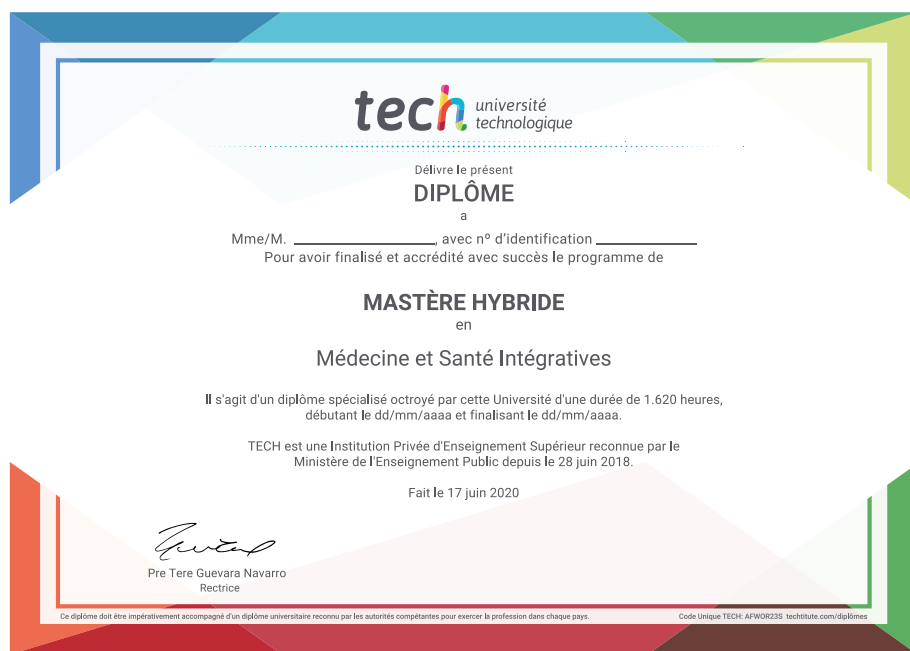 tech université
technologique
Délivre le présent
DIPLÔME
a
Mme/M. ____________________, avec nº d'identification ______________
Pour avoir finalisé et accrédité avec succès le programme de
MASTÈRE HYBRIDE
en
Médecine et Santé Intégratives
Il s'agit d'un diplôme spécialisé octroyé par cette Université d'une durée de 1.620 heures,
débutant le dd/mm/aaaa et finalisant le dd/mm/aaaa.
TECH est une Institution Privée d'Enseignement Supérieur reconnue par le
Ministère de l'Enseignement Public depuis le 28 juin 2018.
Fait le 17 juin 2020
Pre Tere Guevara Navarro
Rectrice
Ce diplôme doit être impérativement accompagné d'un diplôme universitaire reconnu par les autorités compétantes pour exercer la profession dans chaque pays. Code Unique TECH: AFWOR23S techtitute.com/diplômes